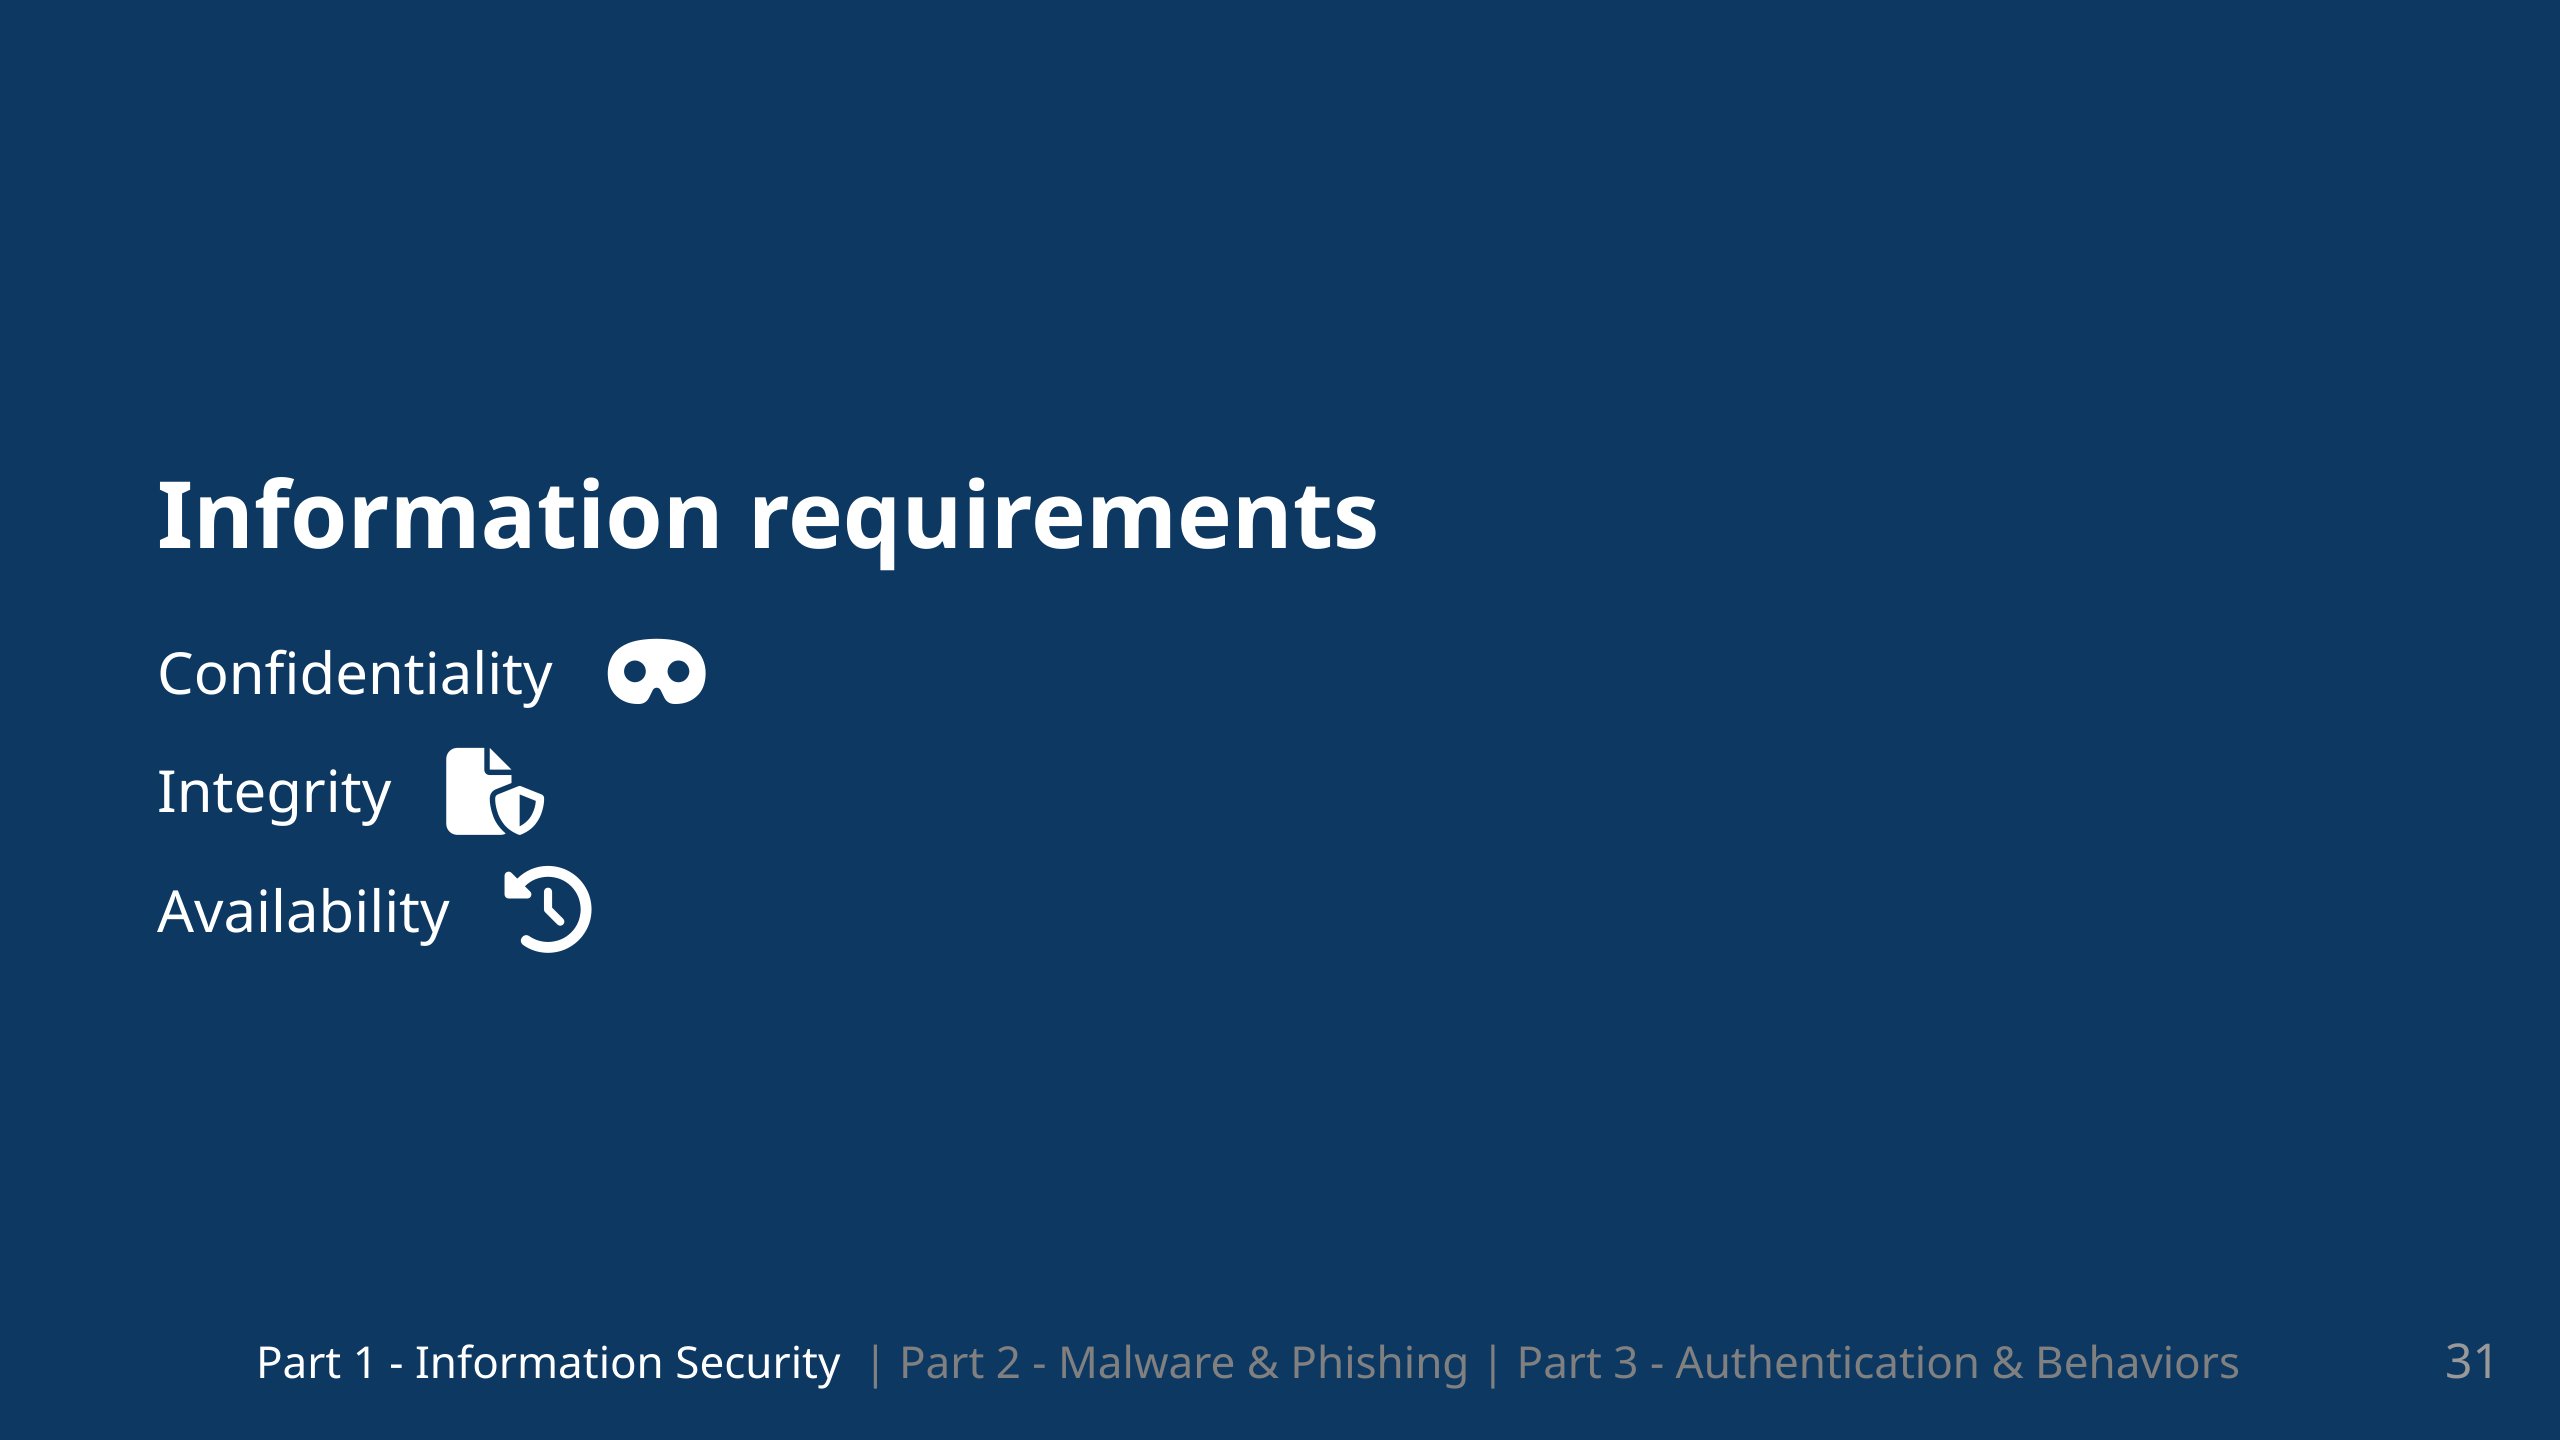 Information requirements
Confidentiality
Integrity
Availability
Part 1 - Information Security | Part 2 - Malware & Phishing | Part 3 - Authentication & Behaviors 31